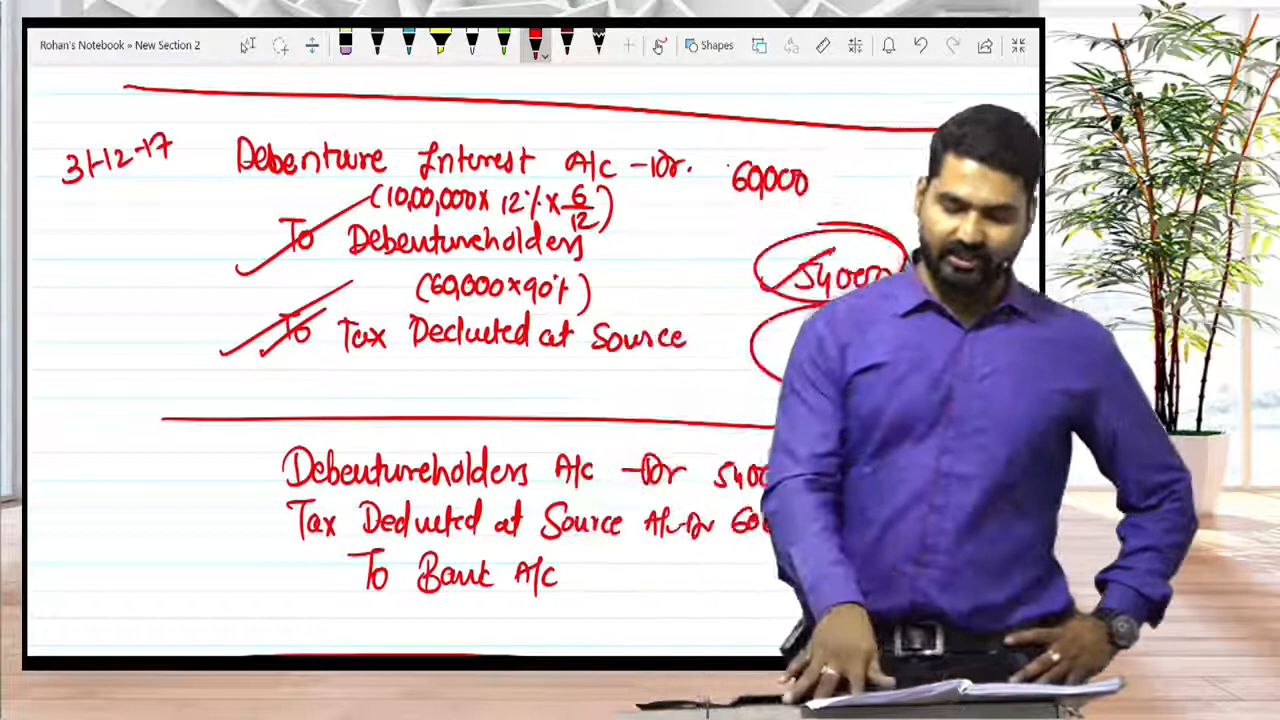 Rohan's Notebook » New Section 2
Shapes
31-12-17 Debenture Interest A/c -Dr. 60,000
(10,00,000 x 12% x 6/12)
To Debentureholders 54000
(60,000 x 90%)
To Tax Deducted at Source
Debentureholders A/c -Dr
Tax Deducted at Source A/c Dr
To Bank A/c